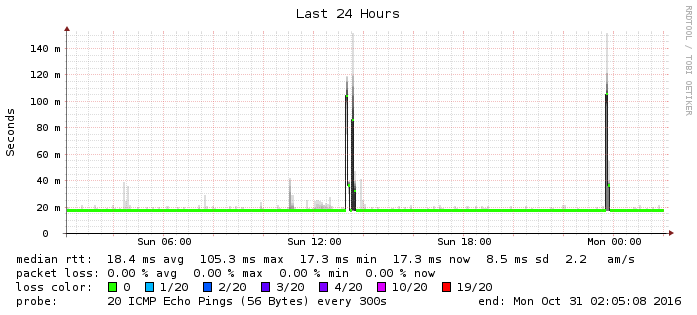 Last 24 Hours
RRDTOOL / TOBI OETIKER
Seconds
140 m
120 m
100 m
80 m
60 m
40 m
20 m
0
Sun 06:00 Sun 12:00 Sun 18:00 Mon 00:00
median rtt: 18.4 ms avg 105.3 ms max 17.3 ms min 17.3 ms now 8.5 ms sd 2.2 am/s
packet loss: 0.00 % avg 0.00 % max 0.00 % min 0.00 % now
loss color: 0 1/20 2/20 3/20 4/20 10/20 19/20
probe: 20 ICMP Echo Pings (56 Bytes) every 300s end: Mon Oct 31 02:05:08 2016